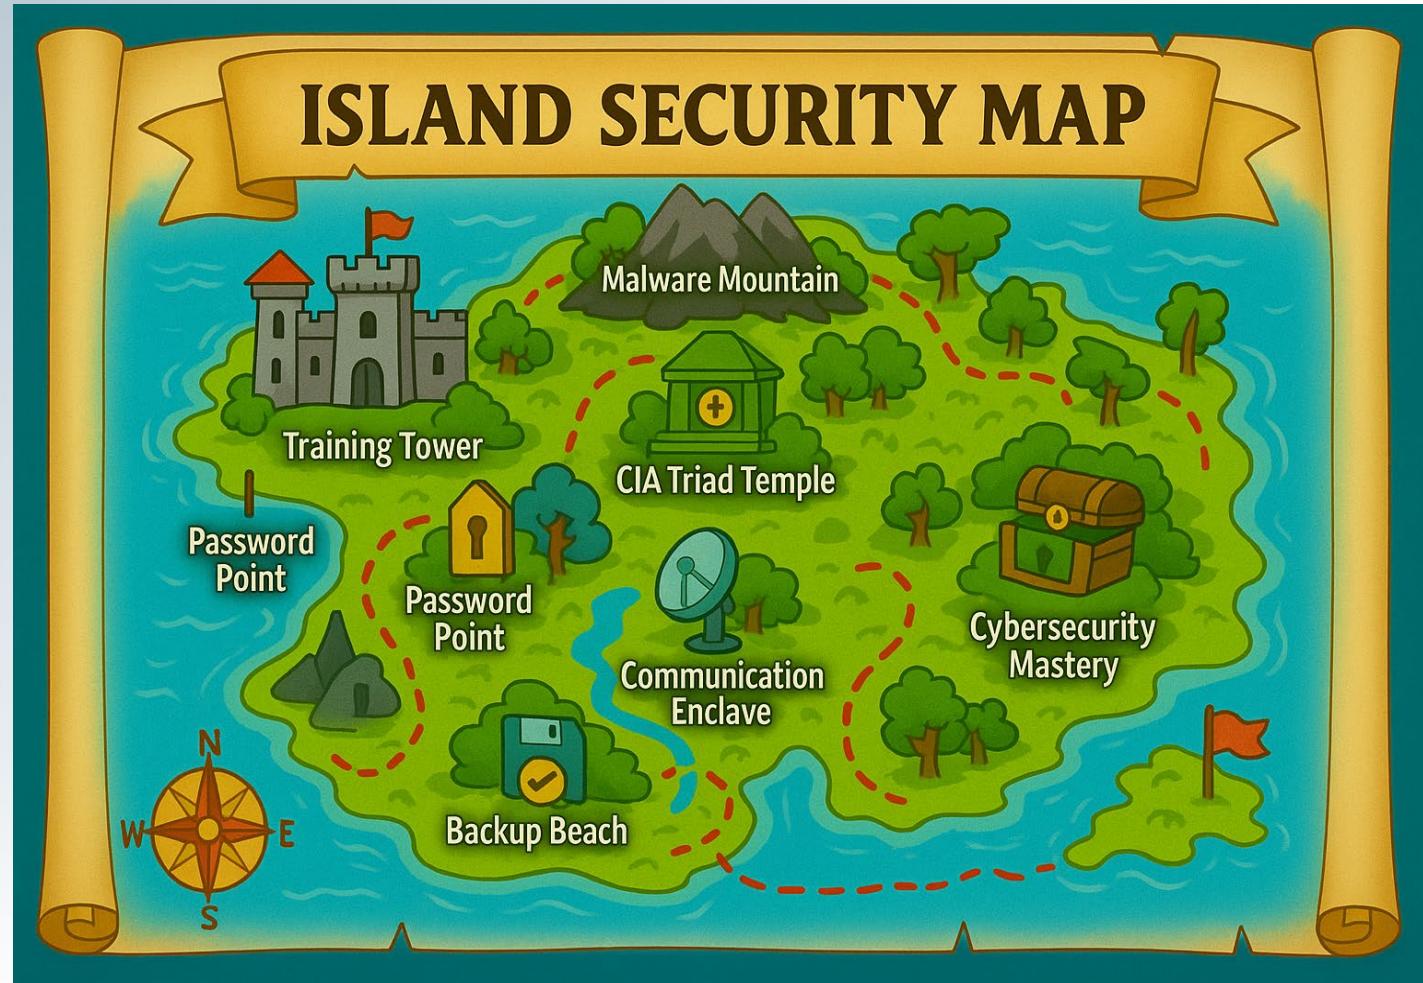 ISLAND SECURITY MAP
Malware Mountain
Training Tower
CIA Triad Temple
Password
Point
Password
Point
Cybersecurity
Mastery
Communication
Enclave
Backup Beach
N
W
E
S